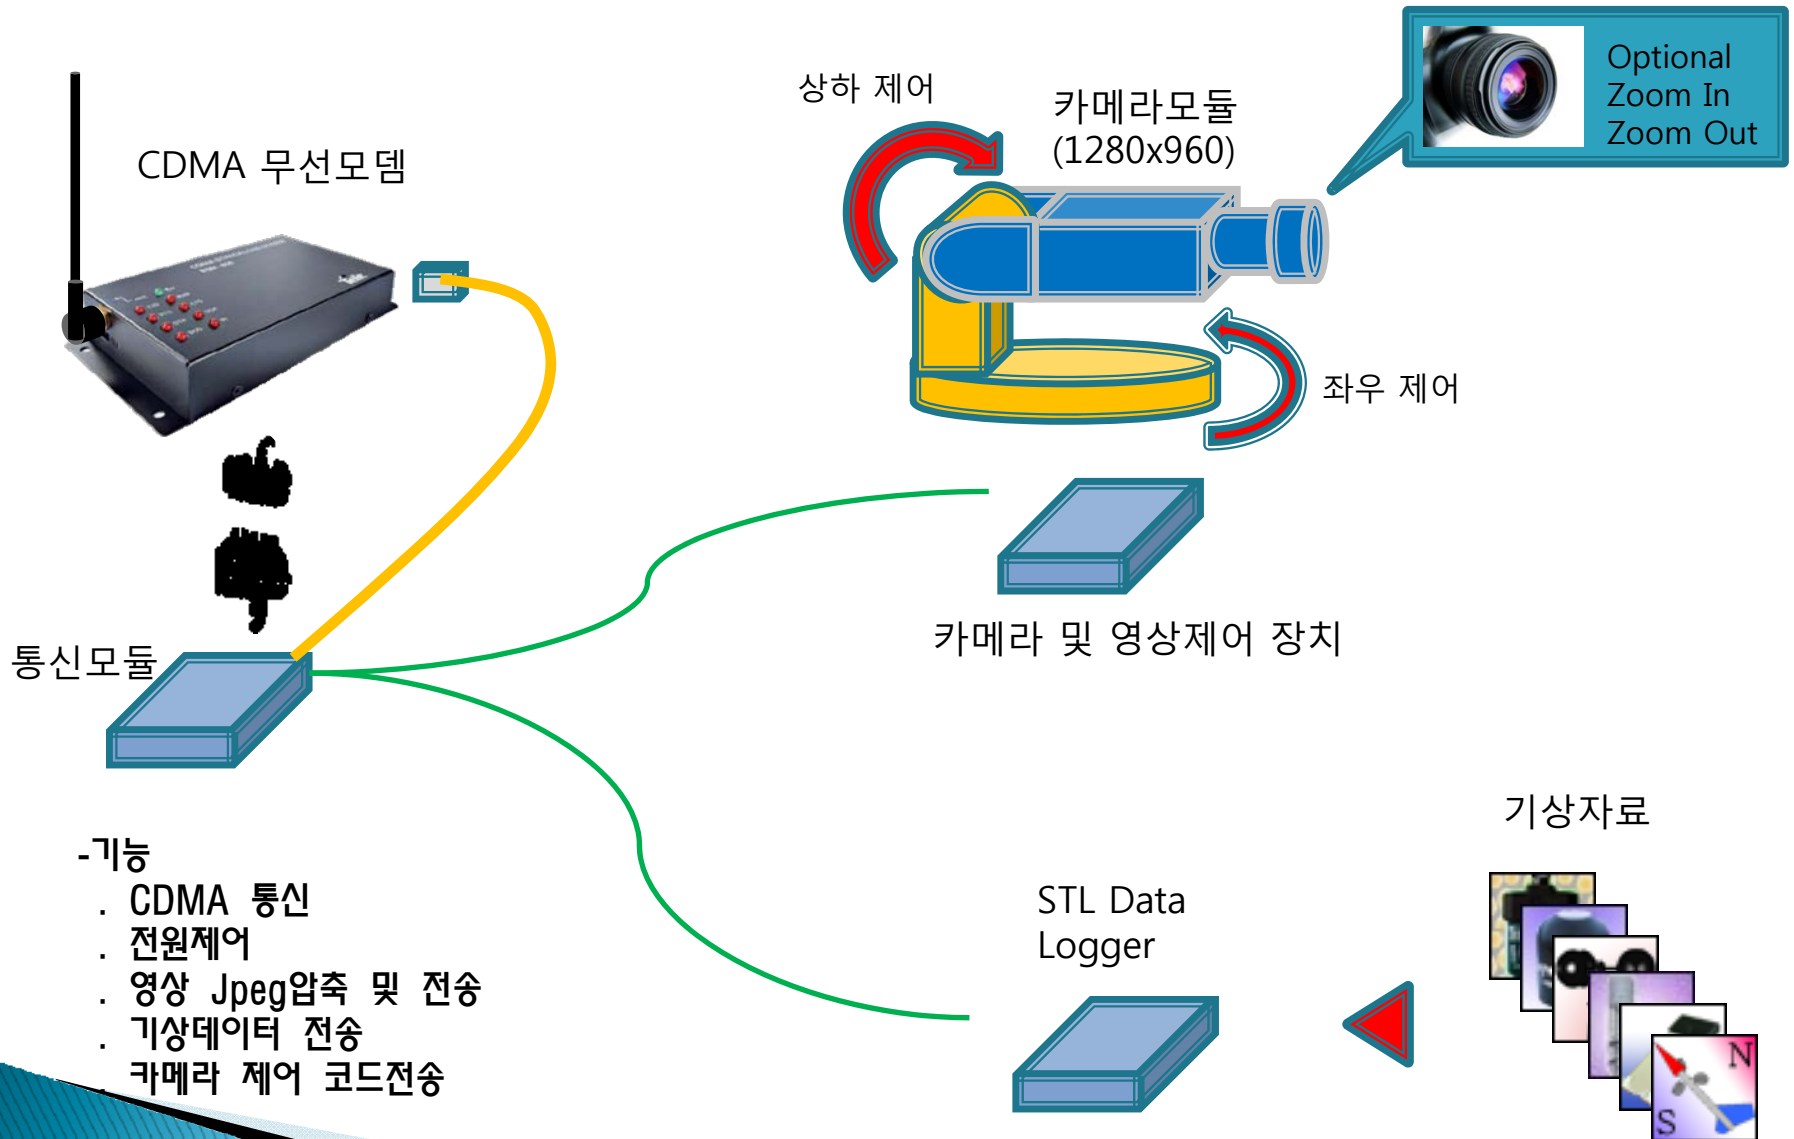 Optional
Zoom In
Zoom Out
상하 제어
카메라모듈
(1280x960)
CDMA 무선모뎀
좌우 제어
카메라 및 영상제어 장치
통신모듈
기상자료
-기능
. CDMA 통신
. 전원제어
. 영상 Jpeg압축 및 전송
. 기상데이터 전송
. 카메라 제어 코드전송
STL Data
Logger
N
S